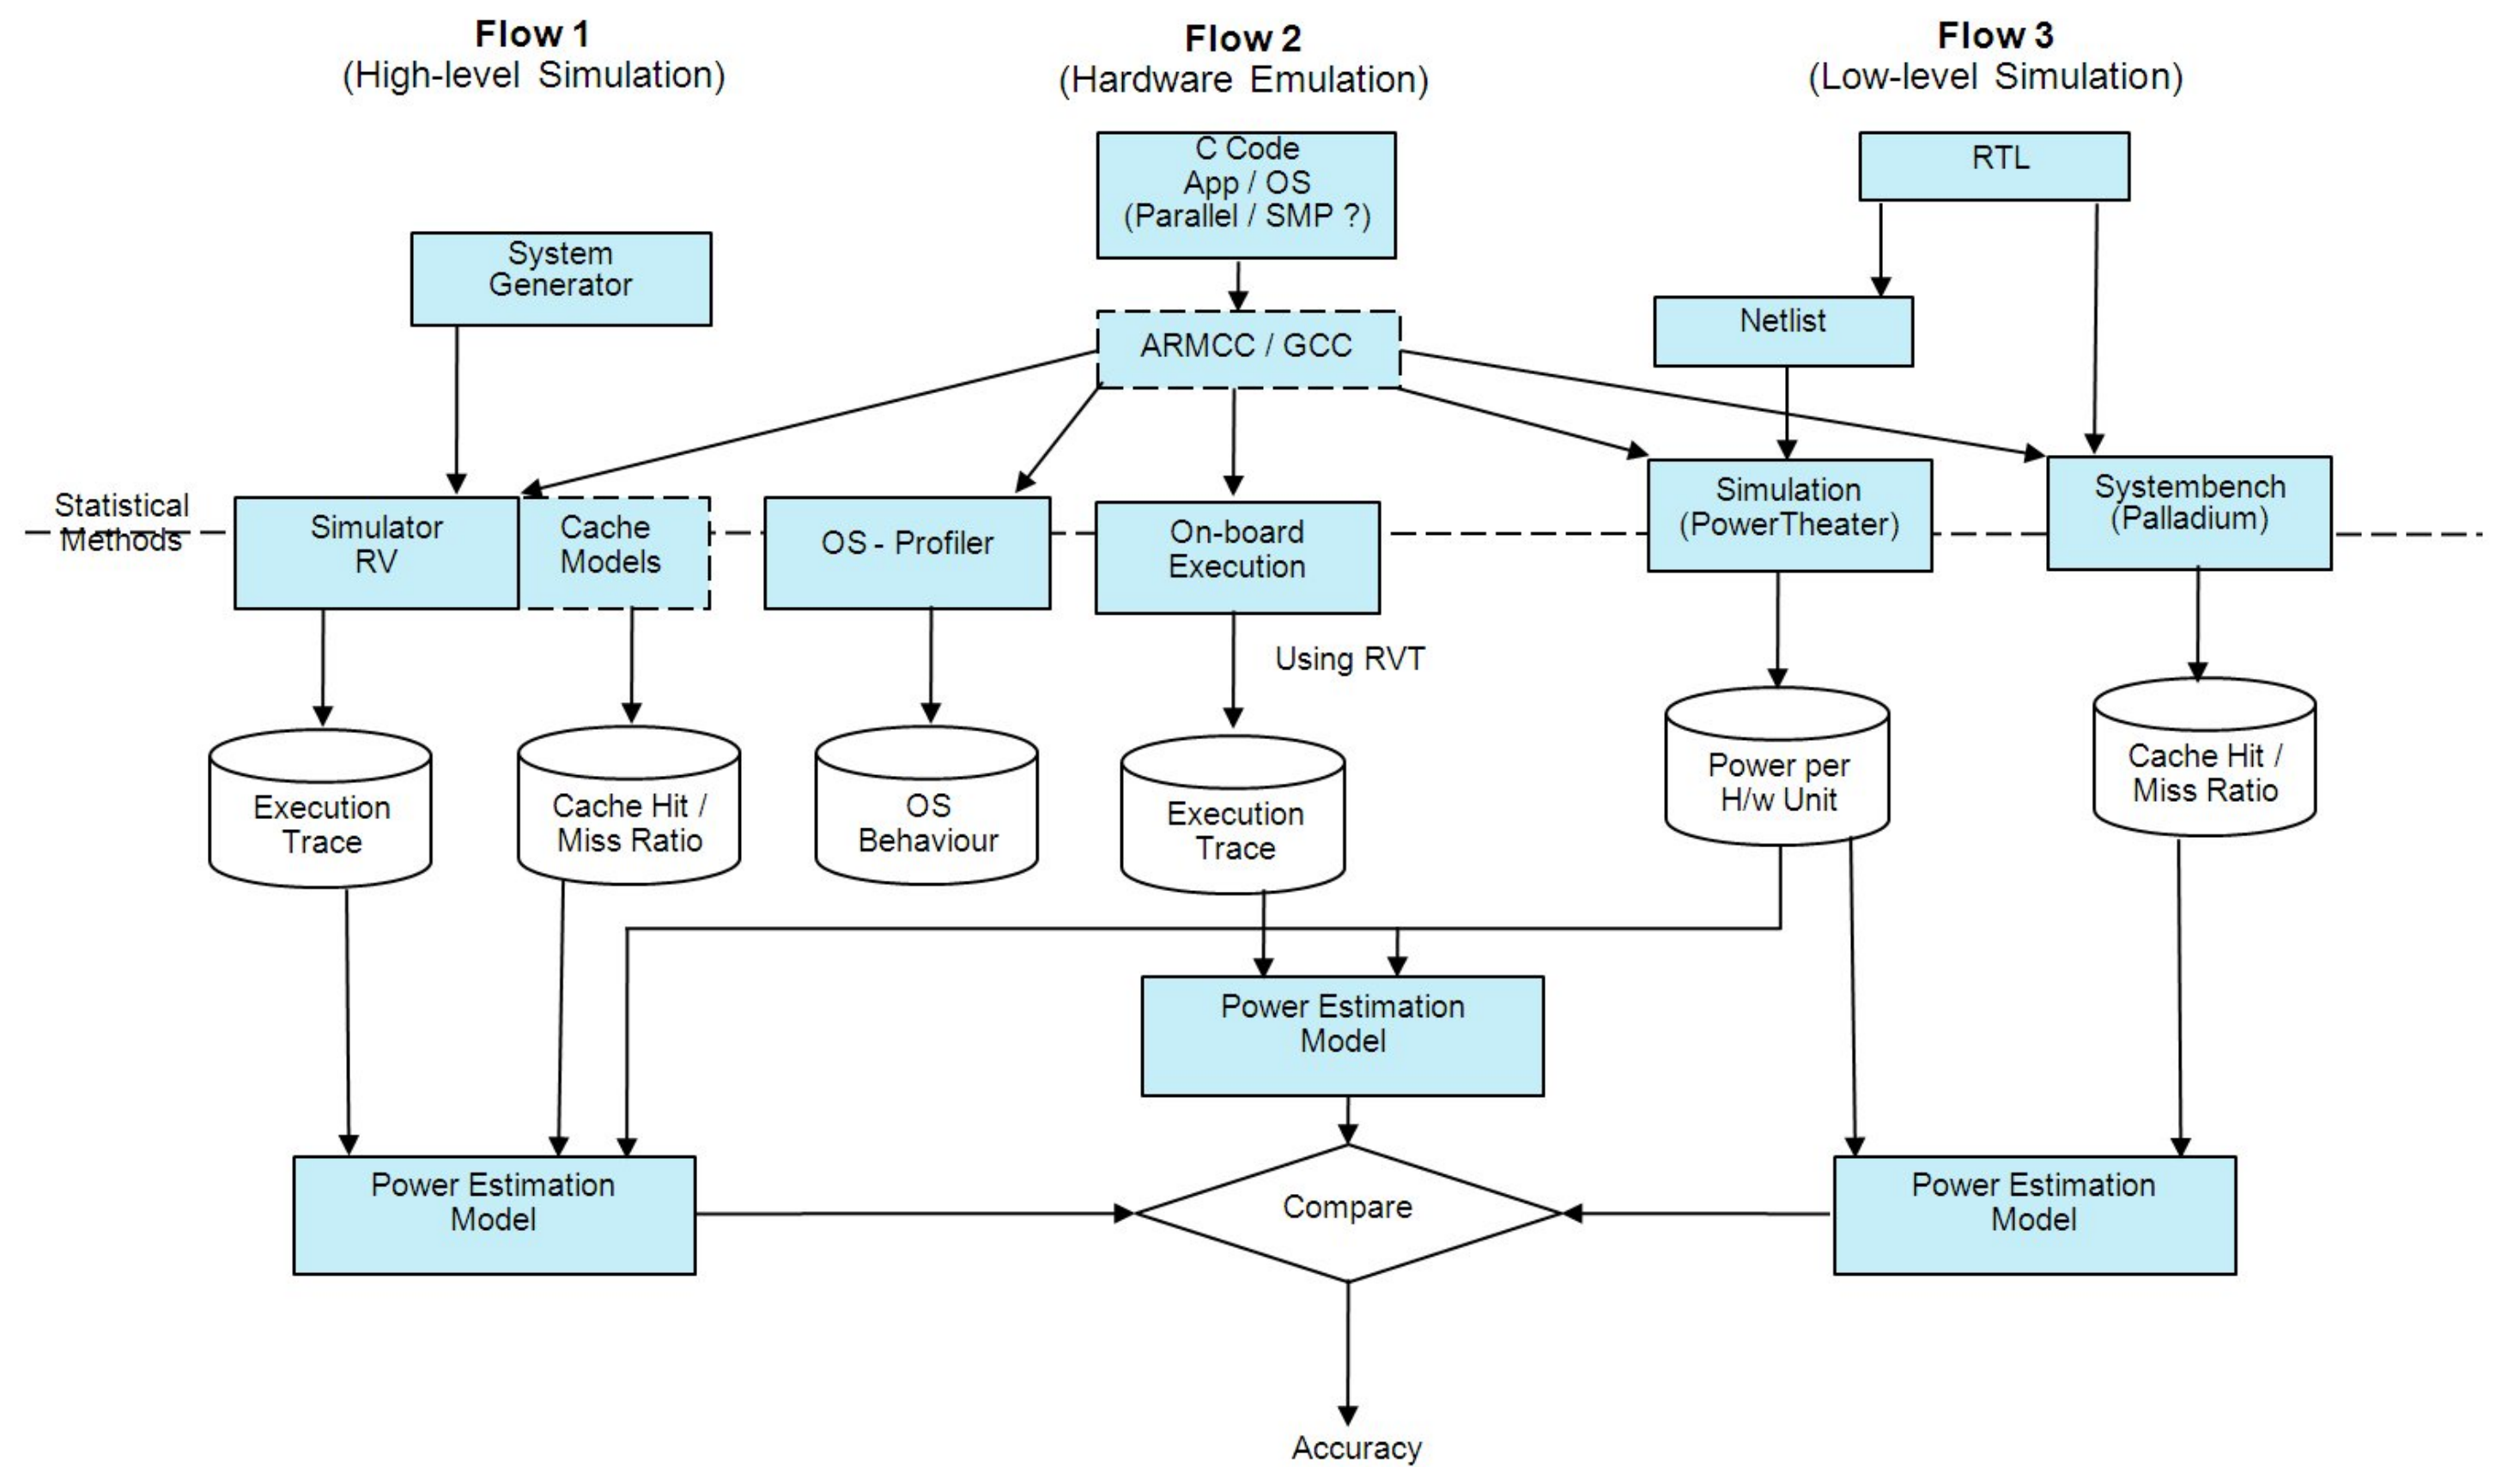 Flow 1
(High-level Simulation)
Flow 2
(Hardware Emulation)
Flow 3
(Low-level Simulation)
C Code
App / OS
(Parallel / SMP ?)
RTL
System
Generator
Netlist
ARMCC / GCC
Statistical
Methods
Simulator
RV
Cache
Models
OS - Profiler
On-board
Execution
Simulation
(PowerTheater)
Systembench
(Palladium)
Using RVT
Execution
Trace
Cache Hit /
Miss Ratio
OS
Behaviour
Execution
Trace
Power per
H/w Unit
Cache Hit /
Miss Ratio
Power Estimation
Model
Power Estimation
Model
Compare
Power Estimation
Model
Accuracy